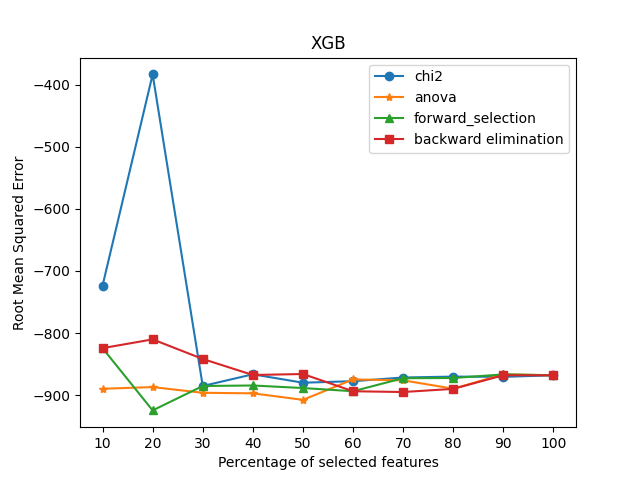 XGB
chi2
anova
forward_selection
backward elimination
−400
−500
−600
−700
−800
−900
Root Mean Squared Error
10 20 30 40 50 60 70 80 90 100
Percentage of selected features